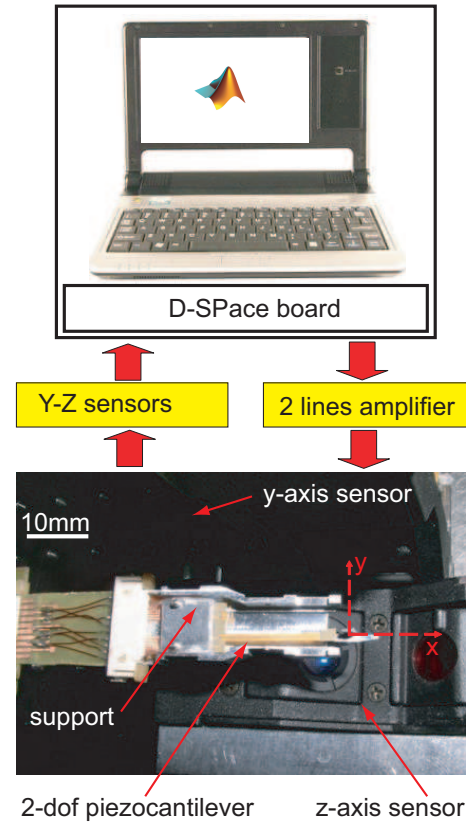 D-SPace board
Y-Z sensors
2 lines amplifier
y-axis sensor
10mm
y
x
support
2-dof piezocantilever
z-axis sensor